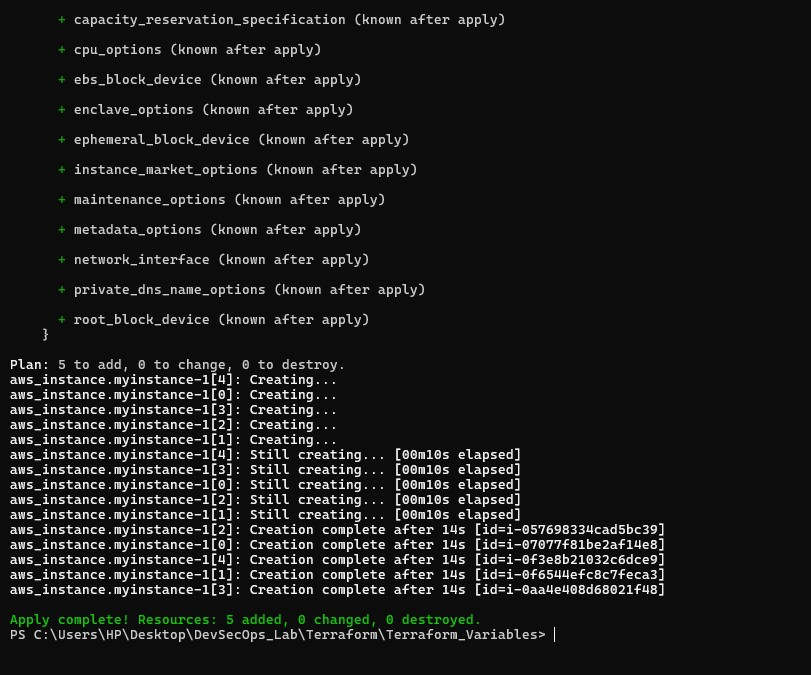 + capacity_reservation_specification (known after apply)
+ cpu_options (known after apply)
+ ebs_block_device (known after apply)
+ enclave_options (known after apply)
+ ephemeral_block_device (known after apply)
+ instance_market_options (known after apply)
+ maintenance_options (known after apply)
+ metadata_options (known after apply)
+ network_interface (known after apply)
+ private_dns_name_options (known after apply)
+ root_block_device (known after apply)
}
Plan: 5 to add, 0 to change, 0 to destroy.
aws_instance.myinstance-1[4]: Creating...
aws_instance.myinstance-1[0]: Creating...
aws_instance.myinstance-1[3]: Creating...
aws_instance.myinstance-1[2]: Creating...
aws_instance.myinstance-1[1]: Creating...
aws_instance.myinstance-1[4]: Still creating... [00m10s elapsed]
aws_instance.myinstance-1[3]: Still creating... [00m10s elapsed]
aws_instance.myinstance-1[0]: Still creating... [00m10s elapsed]
aws_instance.myinstance-1[2]: Still creating... [00m10s elapsed]
aws_instance.myinstance-1[1]: Still creating... [00m10s elapsed]
aws_instance.myinstance-1[2]: Creation complete after 14s [id=i-057698334cad5bc39]
aws_instance.myinstance-1[0]: Creation complete after 14s [id=i-07077f81be2af14e8]
aws_instance.myinstance-1[4]: Creation complete after 14s [id=i-0f3e8b21032c6dce9]
aws_instance.myinstance-1[1]: Creation complete after 14s [id=i-0f6544efc8c7feca3]
aws_instance.myinstance-1[3]: Creation complete after 14s [id=i-0aa4e408d68021f48]
Apply complete! Resources: 5 added, 0 changed, 0 destroyed.
PS C:\Users\HP\Desktop\DevSecOps_Lab\Terraform\Terraform_Variables>